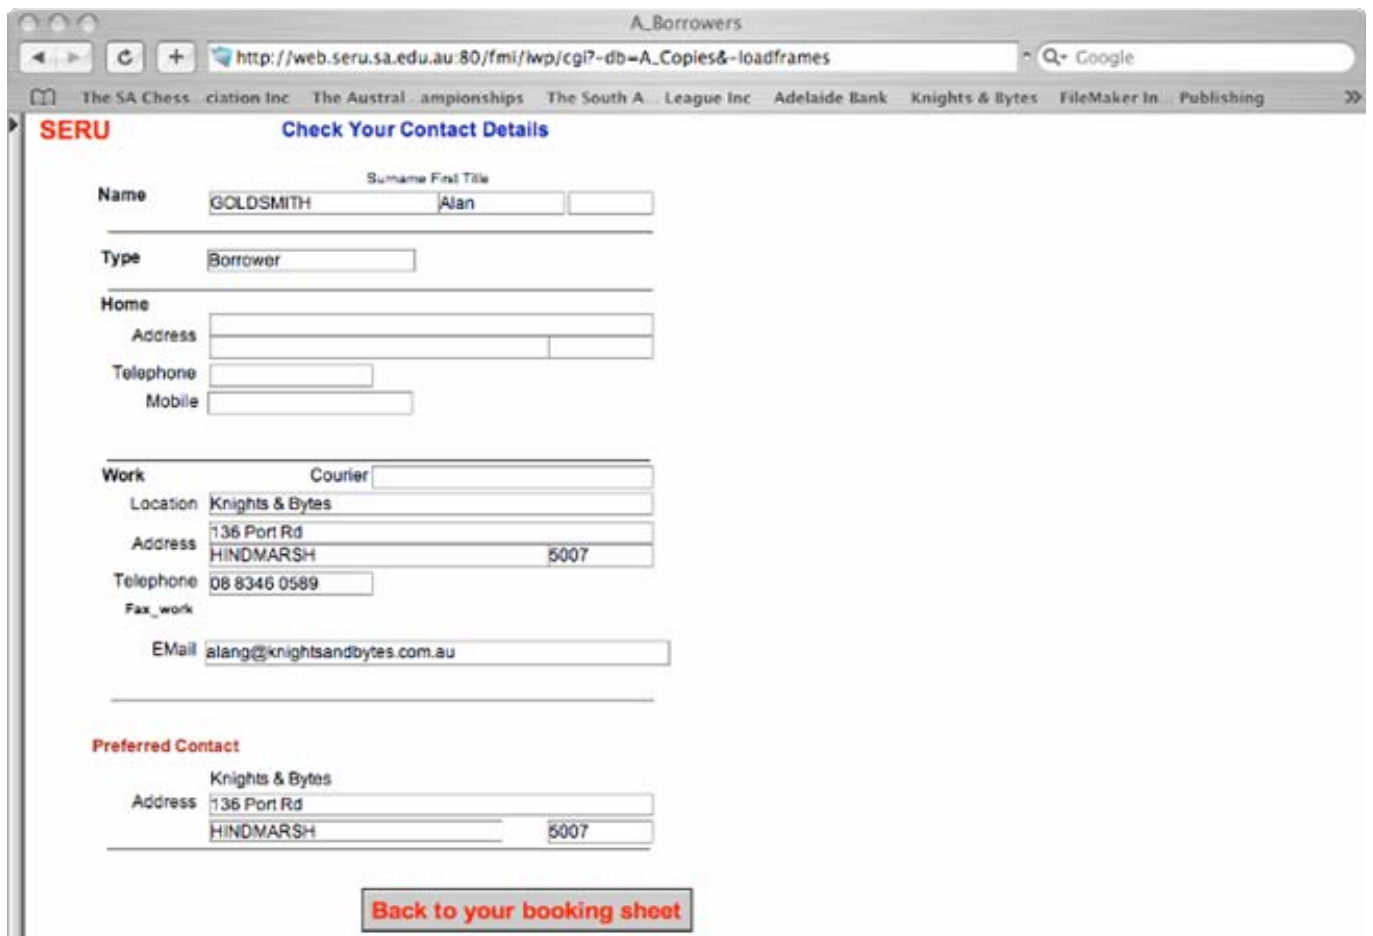 A_Borrowers
http://web.seru.sa.edu.au:80/fmi/iwp/cgi?-db=A_Copies&-loadframes
Google
The SA Chess...ciation Inc The Austral...ampionships The South A... League Inc Adelaide Bank Knights & Bytes FileMaker In... Publishing
SERU Check Your Contact Details
Surname First Title
Name GOLDSMITH Alan
Type Borrower
Home
Address
Telephone
Mobile
Work Courier
Location Knights & Bytes
Address 136 Port Rd
HINDMARSH 5007
Telephone 08 8346 0589
Fax_work
EMail alang@knightsandbytes.com.au
Preferred Contact
Knights & Bytes
Address 136 Port Rd
HINDMARSH 5007
Back to your booking sheet